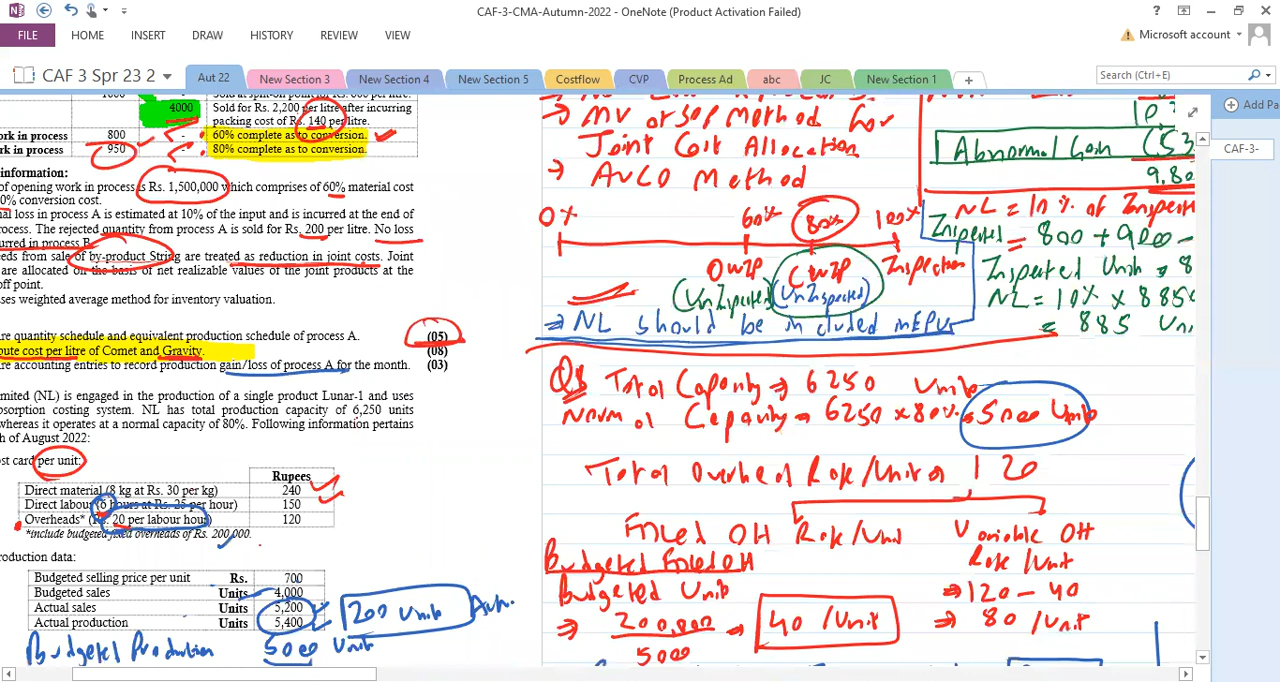 CAF-3-CMA-Autumn-2022 - OneNote (Product Activation Failed)
FILE HOME INSERT DRAW HISTORY REVIEW VIEW
Microsoft account
CAF 3 Spr 23 2
Aut 22 New Section 3 New Section 4 New Section 5 Costflow CVP Process Ad abc JC New Section 1
Search (Ctrl+E)
Add Pa
CAF-3-
4000 Sold for Rs. 2,200 per litre after incurring
packing cost of Rs. 140 per litre.
ork in process 800 - 60% complete as to conversion.
ork in process 950 - 80% complete as to conversion.
information:
of opening work in process is Rs. 1,500,000 which comprises of 60% material cost
0% conversion cost.
nal loss in process A is estimated at 10% of the input and is incurred at the end of
rocess. The rejected quantity from process A is sold for Rs. 200 per litre. No loss
urred in process B.
eeds from sale of by-product String are treated as reduction in joint costs. Joint
are allocated on the basis of net realizable values of the joint products at the
off point.
ses weighted average method for inventory valuation.
re quantity schedule and equivalent production schedule of process A. (05)
pute cost per litre of Comet and Gravity. (08)
are accounting entries to record production gain/loss of process A for the month. (03)
imited (NL) is engaged in the production of a single product Lunar-1 and uses
bsorption costing system. NL has total production capacity of 6,250 units
whereas it operates at a normal capacity of 80%. Following information pertains
h of August 2022:
ost card per unit:
Rupees
Direct material (8 kg at Rs. 30 per kg) 240
Direct labour (6 hours at Rs. 25 per hour) 150
Overheads* (Rs. 20 per labour hour) 120
*include budgeted fixed overheads of Rs. 200,000.
roduction data:
Budgeted selling price per unit Rs. 700
Budgeted sales Units 4,000
Actual sales Units 5,200
Actual production Units 5,400
200 Unit
Budgeted Production 5000 Unit
⇒ MV or SOP Method for
Joint Cost Allocation
⇒ AVCO Method
0% 60% 80% 100%
OWIP CWIP Inspection
(UnInspected) (UnInspected)
⇒ NL should be included in EPU
Abnormal Gain (53
9,80
NL = 10% of Inspe
Inspected = 800 + 9000 -
Inspected Unit = 8
NL = 10% × 8850
= 885 Un
Total Capacity ⇒ 6250 Units
Normal Capacity ⇒ 6250 × 80% = 5000 Units
Total Overhead Rate/Unit 120
Fixed OH Rate/Unit Variable OH
Rate/Unit
Budgeted Fixed OH
Budgeted Unit
⇒ 200,000 ⇒ 40/Unit
5000
⇒ 120 - 40
⇒ 80/Unit